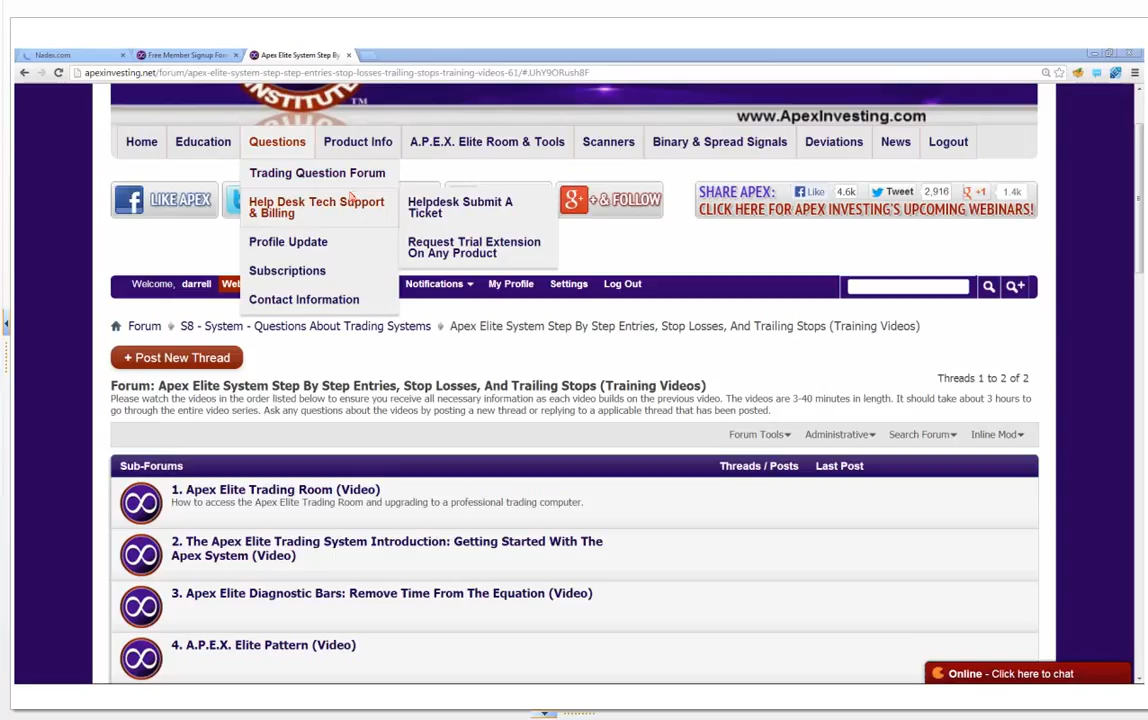 Nadex.com
Free Member Signup For
Apex Elite System Step By
apexinvesting.net/forum/apex-elite-system-step-step-entries-stop-losses-trailing-stops-training-videos-61/#.UhY9ORush8F
INSTITUTE TM
www.ApexInvesting.com
Home Education Questions Product Info A.P.E.X. Elite Room & Tools Scanners Binary & Spread Signals Deviations News Logout
Trading Question Forum
Help Desk Tech Support
& Billing
Profile Update
Subscriptions
Contact Information
Helpdesk Submit A
Ticket
Request Trial Extension
On Any Product
LIKE APEX
+ & FOLLOW
SHARE APEX: Like 4.6k Tweet 2,916 +1 1.4k
CLICK HERE FOR APEX INVESTING'S UPCOMING WEBINARS!
Welcome, darrell Notifications My Profile Settings Log Out
Forum S8 - System - Questions About Trading Systems Apex Elite System Step By Step Entries, Stop Losses, And Trailing Stops (Training Videos)
+ Post New Thread
Threads 1 to 2 of 2
Forum: Apex Elite System Step By Step Entries, Stop Losses, And Trailing Stops (Training Videos)
Please watch the videos in the order listed below to ensure you receive all necessary information as each video builds on the previous video. The videos are 3-40 minutes in length. It should take about 3 hours to
go through the entire video series. Ask any questions about the videos by posting a new thread or replying to a applicable thread that has been posted.
Forum Tools Administrative Search Forum Inline Mod
Sub-Forums Threads / Posts Last Post
1. Apex Elite Trading Room (Video)
How to access the Apex Elite Trading Room and upgrading to a professional trading computer.
2. The Apex Elite Trading System Introduction: Getting Started With The
Apex System (Video)
3. Apex Elite Diagnostic Bars: Remove Time From The Equation (Video)
4. A.P.E.X. Elite Pattern (Video)
Online - Click here to chat